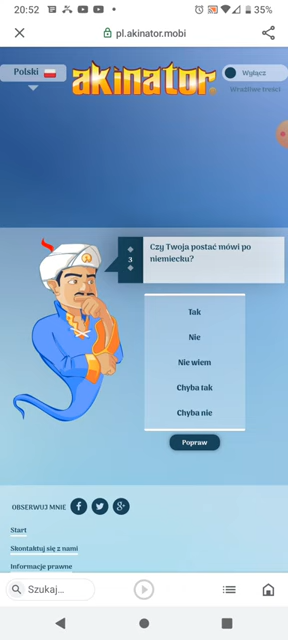 20:52
35%
pl.akinator.mobi
Polski
akinator
Wyłącz
Wrażliwe treści
3
Czy Twoja postać mówi po
niemiecku?
Tak
Nie
Nie wiem
Chyba tak
Chyba nie
Popraw
OBSERWUJ MNIE
Start
Skontaktuj się z nami
Informacje prawne
Szukaj...